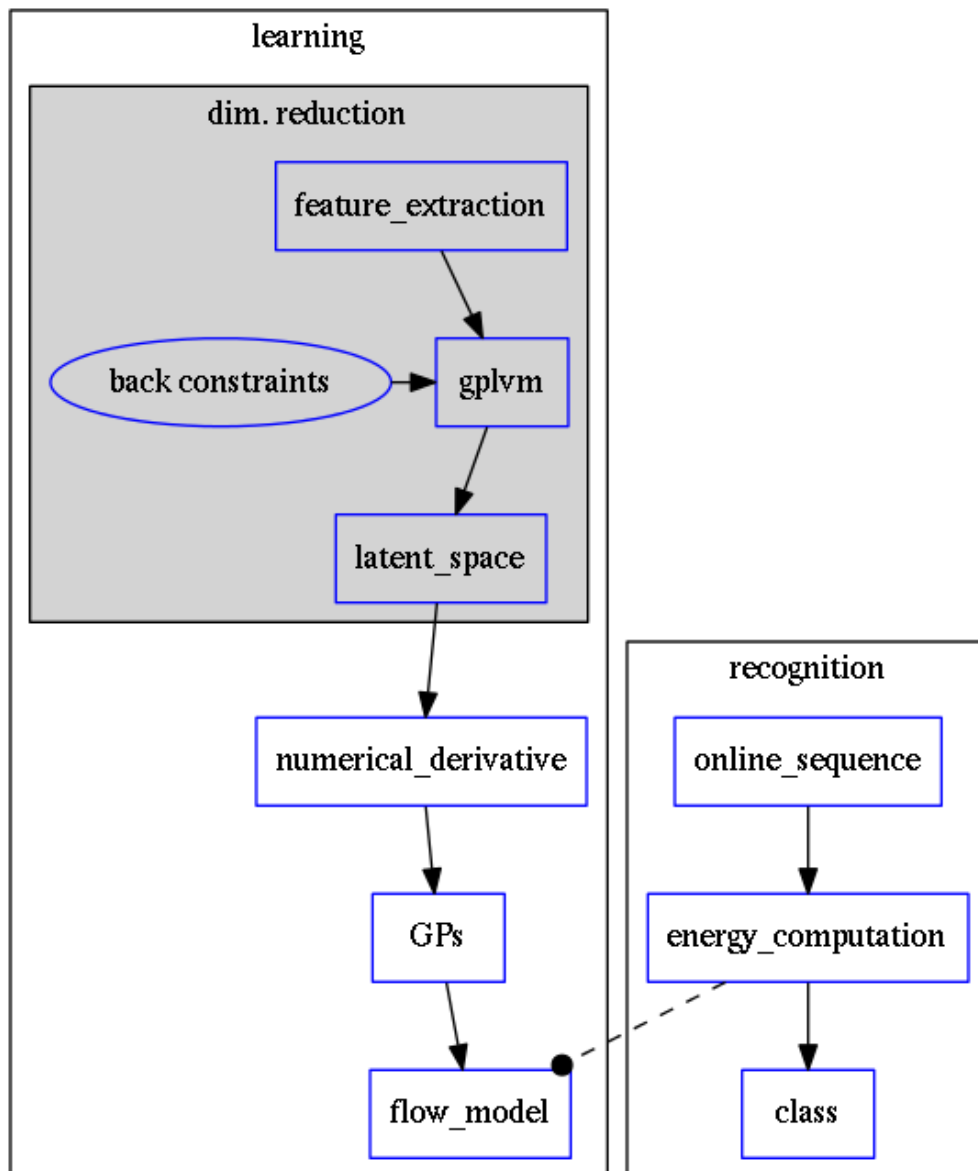 learning
dim. reduction
feature_extraction
back constraints
gplvm
latent_space
numerical_derivative
GPs
flow_model
recognition
online_sequence
energy_computation
class